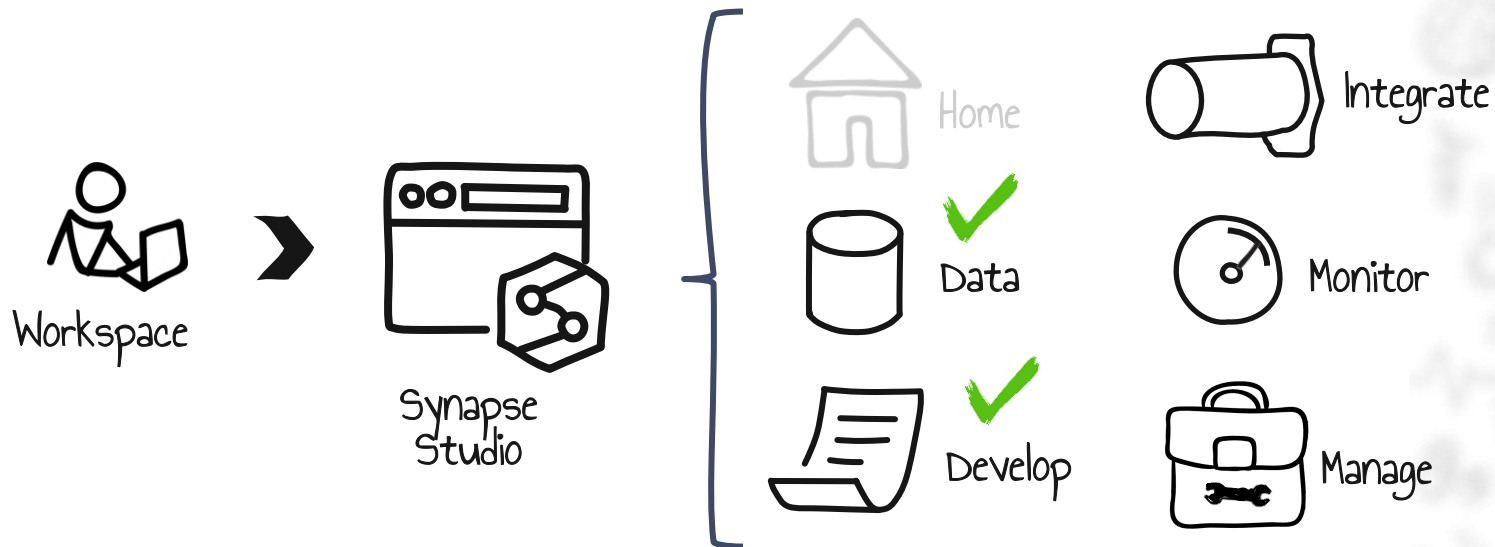 Workspace
Synapse
Studio
Home
Data
Develop
Integrate
Monitor
Manage